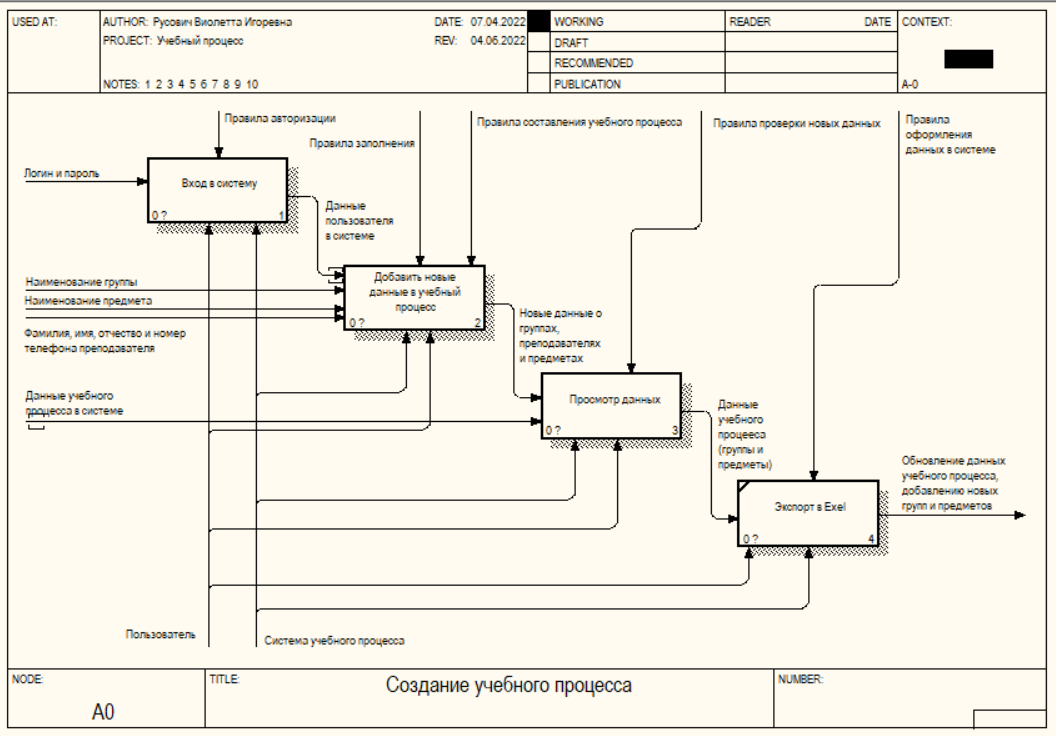 USED AT:
AUTHOR: Русович Виолетта Игоревна
DATE: 07.04.2022
WORKING
READER
DATE
CONTEXT:
PROJECT: Учебный процесс
REV: 04.06.2022
DRAFT
RECOMMENDED
NOTES: 1 2 3 4 5 6 7 8 9 10
PUBLICATION
A-0
Правила авторизации
Правила заполнения
Правила составления учебного процесса
Правила проверки новых данных
Правила
оформления
данных в системе
Логин и пароль
Вход в систему
0 ?
1
Данные
пользователя
в системе
Наименование группы
Наименование предмета
Фамилия, имя, отчество и номер
телефона преподавателя
Добавить новые
данные в учебный
процесс
0 ?
2
Новые данные о
группах,
преподавателях
и предметах
Данные учебного
процесса в системе
Просмотр данных
0 ?
3
Данные
учебного
процееса
(группы и
предметы)
Экспорт в Exel
0 ?
4
Обновление данных
учебного процесса,
добавлению новых
групп и предметов
Пользователь
Система учебного процесса
NODE:
A0
TITLE:
Создание учебного процесса
NUMBER: